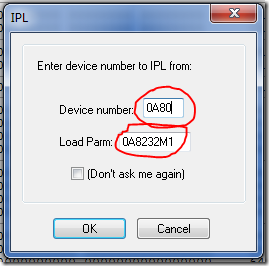 IPL
Enter device number to IPL from:
Device number: 0A80
Load Parm: 0A8232M1
(Don't ask me again)
OK Cancel